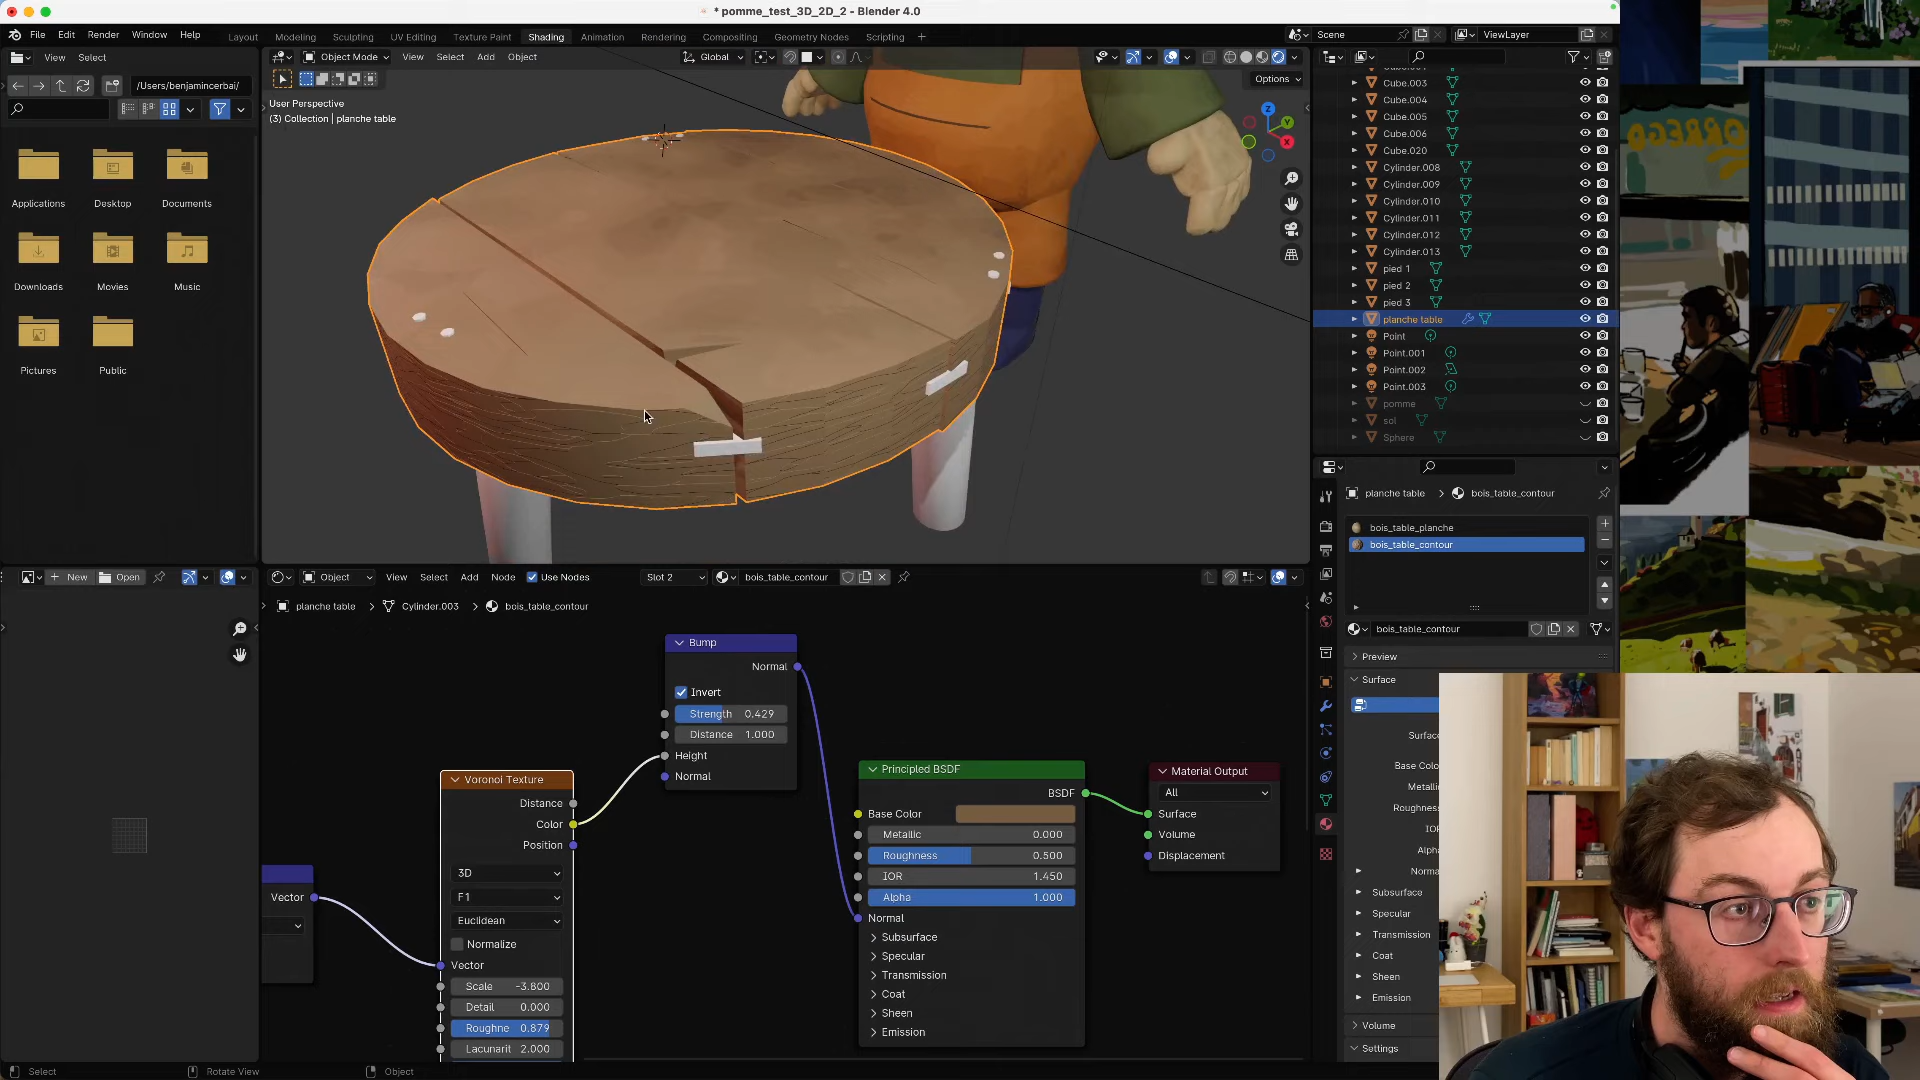 * pomme_test_3D_2D_2 - Blender 4.0
File Edit Render Window Help
Layout Modeling Sculpting UV Editing Texture Paint Shading Animation Rendering Compositing Geometry Nodes Scripting +
Scene
ViewLayer
View Select
Object Mode View Select Add Object
Global
/Users/benjamincerbai/
Options
User Perspective
(3) Collection | planche table
Z
Y
X
Applications
Desktop
Documents
Downloads
Movies
Music
Pictures
Public
Cube.003
Cube.004
Cube.005
Cube.006
Cube.020
Cylinder.008
Cylinder.009
Cylinder.010
Cylinder.011
Cylinder.012
Cylinder.013
pied 1
pied 2
pied 3
planche table
Point
Point.001
Point.002
Point.003
pomme
sol
Sphere
planche table > bois_table_contour
bois_table_planche
bois_table_contour
bois_table_contour
Preview
Surface
Base Color
Metallic
Roughness
IOR
Alpha
Subsurface
Specular
Transmission
Coat
Sheen
Emission
Volume
Settings
New Open
Object View Select Add Node Use Nodes
Slot 2
bois_table_contour
planche table > Cylinder.003 > bois_table_contour
Bump
Normal
Invert
Strength 0.429
Distance 1.000
Height
Normal
Voronoi Texture
Distance
Color
Position
3D
F1
Euclidean
Normalize
Vector
Scale -3.800
Detail 0.000
Roughne 0.879
Lacunarit 2.000
Vector
Principled BSDF
BSDF
Base Color
Metallic 0.000
Roughness 0.500
IOR 1.450
Alpha 1.000
Normal
Subsurface
Specular
Transmission
Coat
Sheen
Emission
Material Output
All
Surface
Volume
Displacement
Select
Rotate View
Object